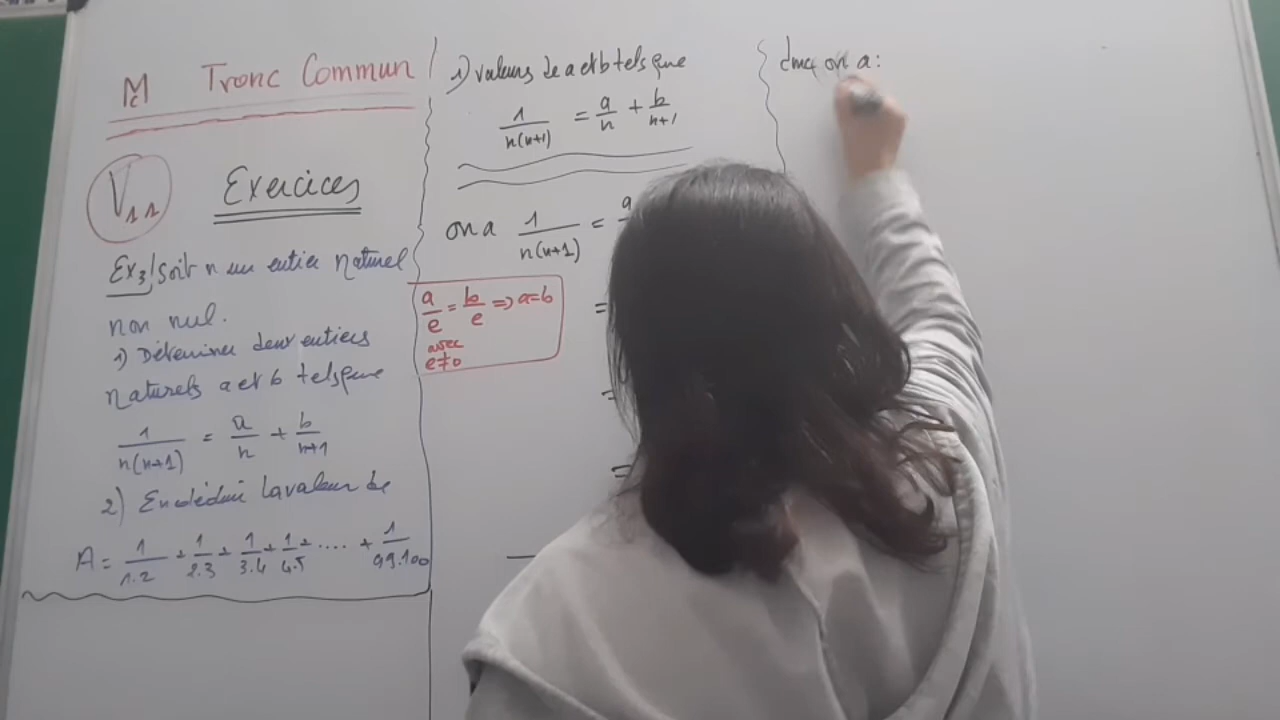 Mc Tronc Commun
V11 Exercices
Ex3/ Soit n un entier naturel
non nul.
1) Déterminer deux entiers
naturels a et b tels que
1/n(n+1) = a/n + b/n+1
2) En déduire la valeur de
A = 1/1.2 + 1/2.3 + 1/3.4 + 1/4.5 + .... + 1/99.100
1) valeurs de a et b tels que
1/n(n+1) = a/n + b/n+1
on a 1/n(n+1) = a
a/e = b/e => a=b
avec
e≠0
=
=
=
donc on a :